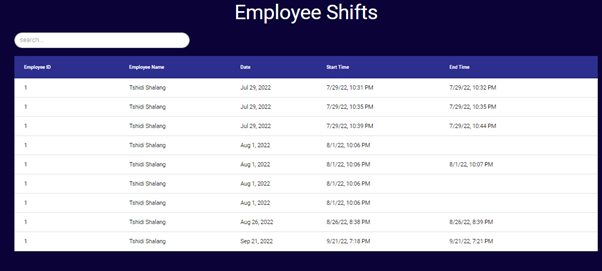 Employee Shifts
search...
Employee ID Employee Name Date Start Time End Time
1 Tshidi Shalang Jul 29, 2022 7/29/22, 10:31 PM 7/29/22, 10:32 PM
1 Tshidi Shalang Jul 29, 2022 7/29/22, 10:35 PM 7/29/22, 10:35 PM
1 Tshidi Shalang Jul 29, 2022 7/29/22, 10:39 PM 7/29/22, 10:44 PM
1 Tshidi Shalang Aug 1, 2022 8/1/22, 10:06 PM
1 Tshidi Shalang Aug 1, 2022 8/1/22, 10:06 PM 8/1/22, 10:07 PM
1 Tshidi Shalang Aug 1, 2022 8/1/22, 10:06 PM
1 Tshidi Shalang Aug 1, 2022 8/1/22, 10:06 PM
1 Tshidi Shalang Aug 26, 2022 8/26/22, 8:38 PM 8/26/22, 8:39 PM
1 Tshidi Shalang Sep 21, 2022 9/21/22, 7:18 PM 9/21/22, 7:21 PM